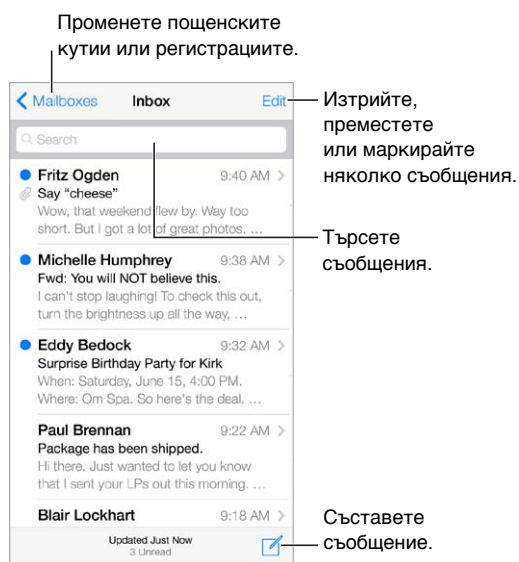 Променете пощенските
кутии или регистрациите.
Mailboxes Inbox Edit
Изтрийте,
преместете
или маркирайте
няколко съобщения.
Search
Fritz Ogden 9:40 AM
Say “cheese”
Wow, that weekend flew by. Way too
short. But I got a lot of great photos. …
Търсете
съобщения.
Michelle Humphrey 9:38 AM
Fwd: You will NOT believe this.
I can't stop laughing! To check this out,
turn the brightness up all the way, …
Eddy Bedock 9:32 AM
Surprise Birthday Party for Kirk
When: Saturday, June 15, 4:00 PM.
Where: Om Spa. So here's the deal. …
Paul Brennan 9:22 AM
Package has been shipped.
Hi there. Just wanted to let you know
that I sent your LPs out this morning. …
Blair Lockhart 9:18 AM
Updated Just Now
3 Unread
Съставете
съобщение.